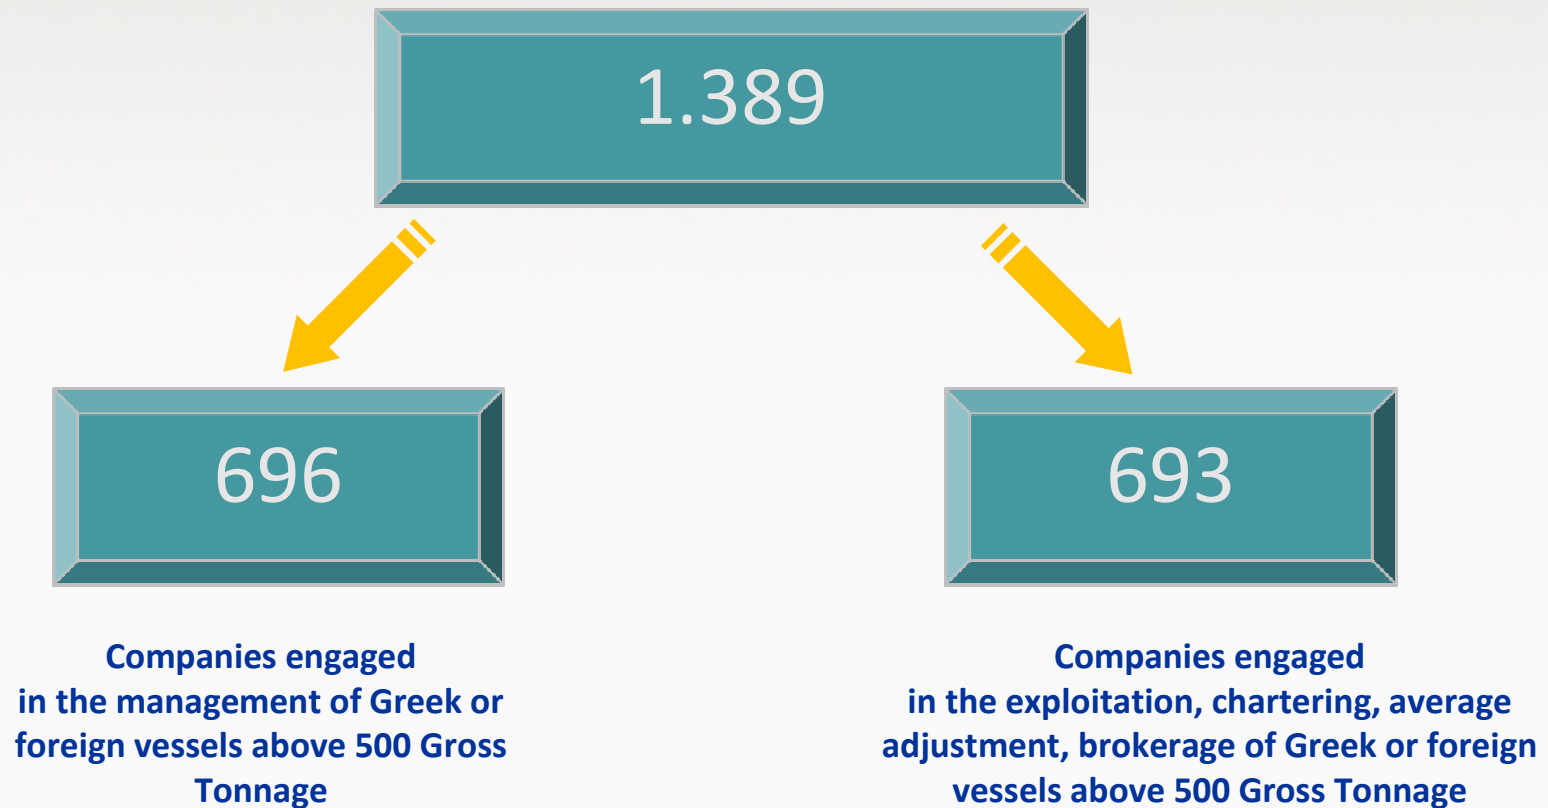 1.389
696
693
Companies engaged
in the management of Greek or
foreign vessels above 500 Gross
Tonnage
Companies engaged
in the exploitation, chartering, average
adjustment, brokerage of Greek or foreign
vessels above 500 Gross Tonnage